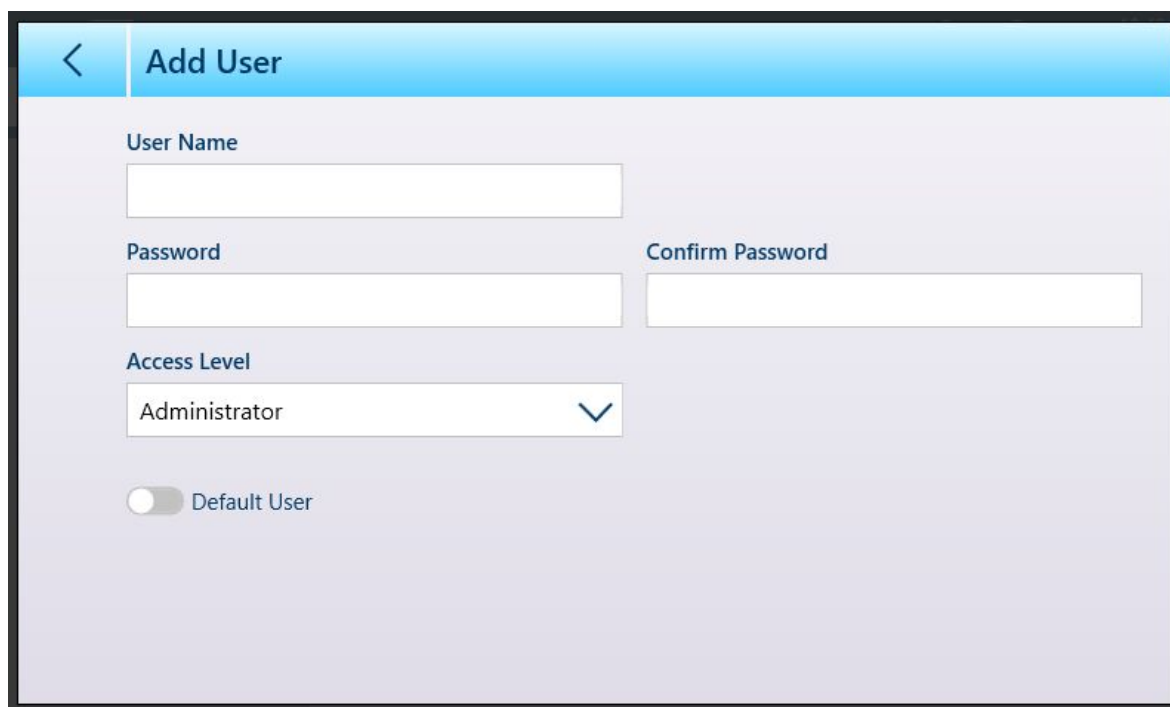 Add User
User Name
Password
Confirm Password
Access Level
Administrator
Default User